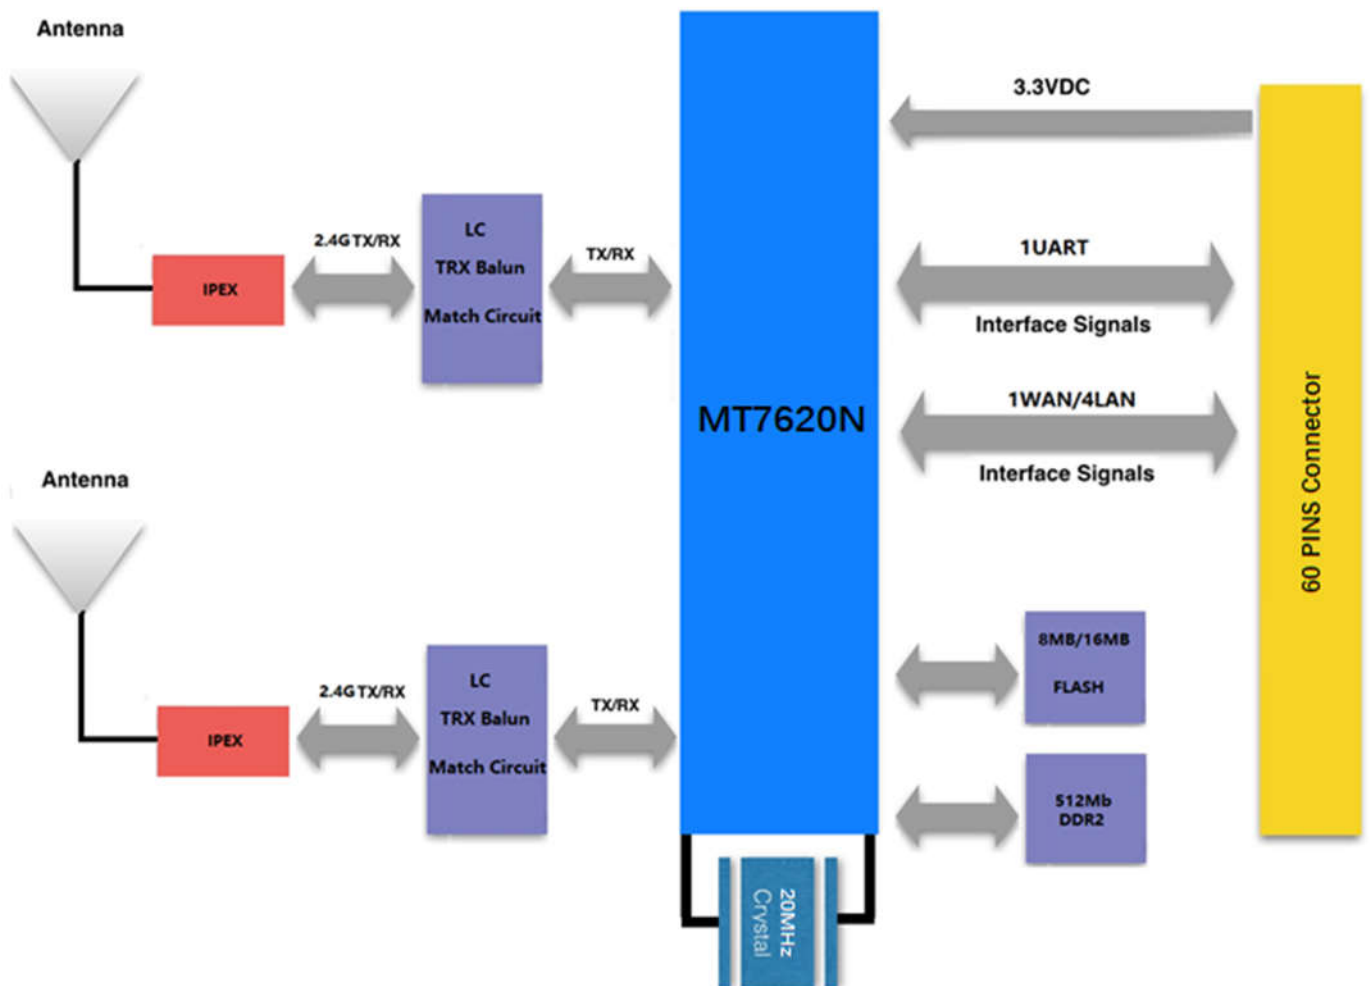 Antenna
IPEX
2.4G TX/RX
LC
TRX Balun
Match Circuit
TX/RX
Antenna
IPEX
2.4G TX/RX
LC
TRX Balun
Match Circuit
TX/RX
MT7620N
20MHz
Crystal
3.3VDC
1UART
Interface Signals
1WAN/4LAN
Interface Signals
8MB/16MB
FLASH
512Mb
DDR2
60 PINS Connector